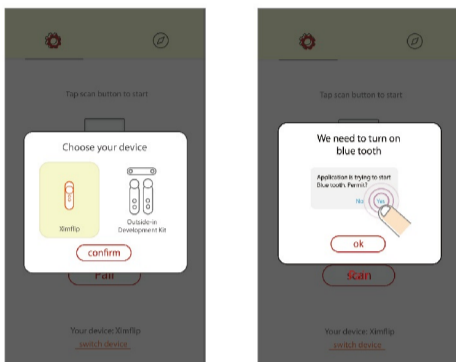 Tap scan button to start
Choose your device
Ximflip
Outside-in
Development Kit
confirm
Pair
Your device: Ximflip
switch device
Tap scan button to start
We need to turn on
blue tooth
Application is trying to start
Blue tooth. Permit?
No Yes
ok
scan
Your device: Ximflip
switch device